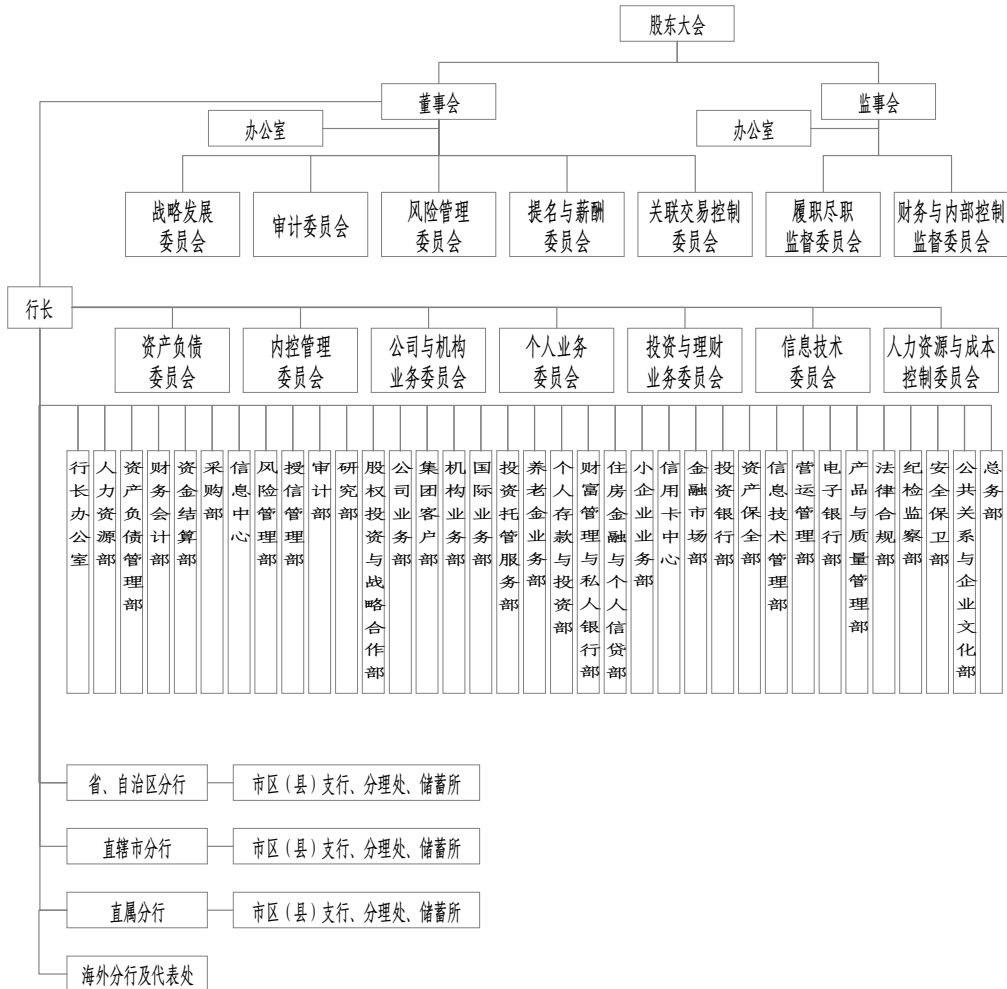 股东大会
董事会
监事会
办公室
办公室
战略发展
委员会
审计委员会
风险管理
委员会
提名与薪酬
委员会
关联交易控制
委员会
履职尽职
监督委员会
财务与内部控制
监督委员会
行长
资产负债
委员会
内控管理
委员会
公司与机构
业务委员会
个人业务
委员会
投资与理财
业务委员会
信息技术
委员会
人力资源与成本
控制委员会
行长办公室
人力资源部
资产负债管理部
财务会计部
资金结算部
采购部
信息中心
风险管理部
授信管理部
审计部
研究部
股权投资与战略合作部
公司业务部
集团客户部
机构业务部
国际业务部
投资托管服务部
养老金业务部
个人存款与投资部
财富管理与私人银行部
住房金融与个人信贷部
小企业业务部
信用卡中心
金融市场部
投资银行部
资产保全部
信息技术管理部
营运管理部
电子银行部
产品与质量管理部
法律合规部
纪检监察部
安全保卫部
公共关系与企业文化部
总务部
省、自治区分行
市区（县）支行、分理处、储蓄所
直辖市分行
市区（县）支行、分理处、储蓄所
直属分行
市区（县）支行、分理处、储蓄所
海外分行及代表处